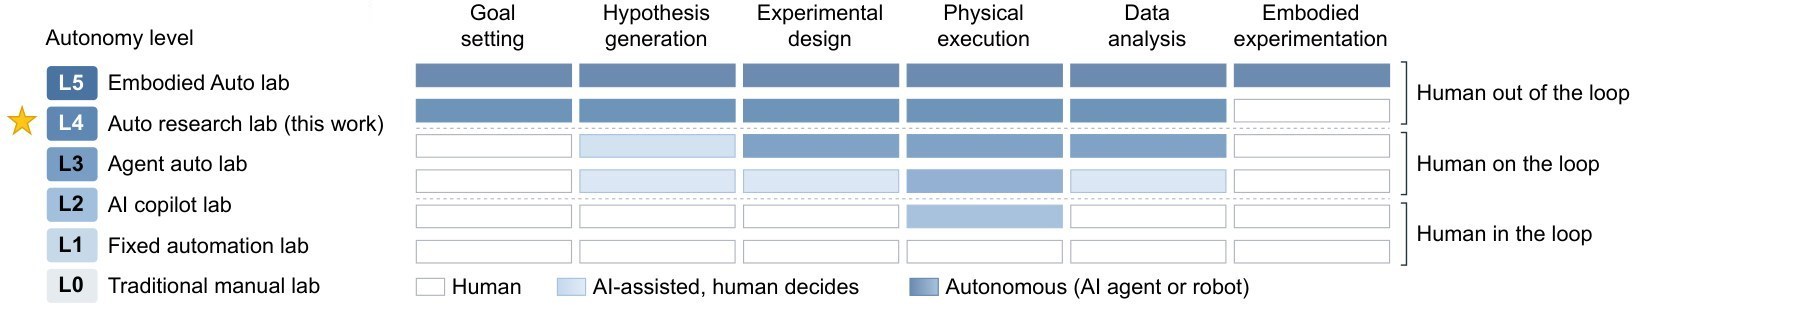 Autonomy level
Goal setting
Hypothesis generation
Experimental design
Physical execution
Data analysis
Embodied experimentation
L5 Embodied Auto lab
L4 Auto research lab (this work)
L3 Agent auto lab
L2 AI copilot lab
L1 Fixed automation lab
L0 Traditional manual lab
Human out of the loop
Human on the loop
Human in the loop
Human
AI-assisted, human decides
Autonomous (AI agent or robot)